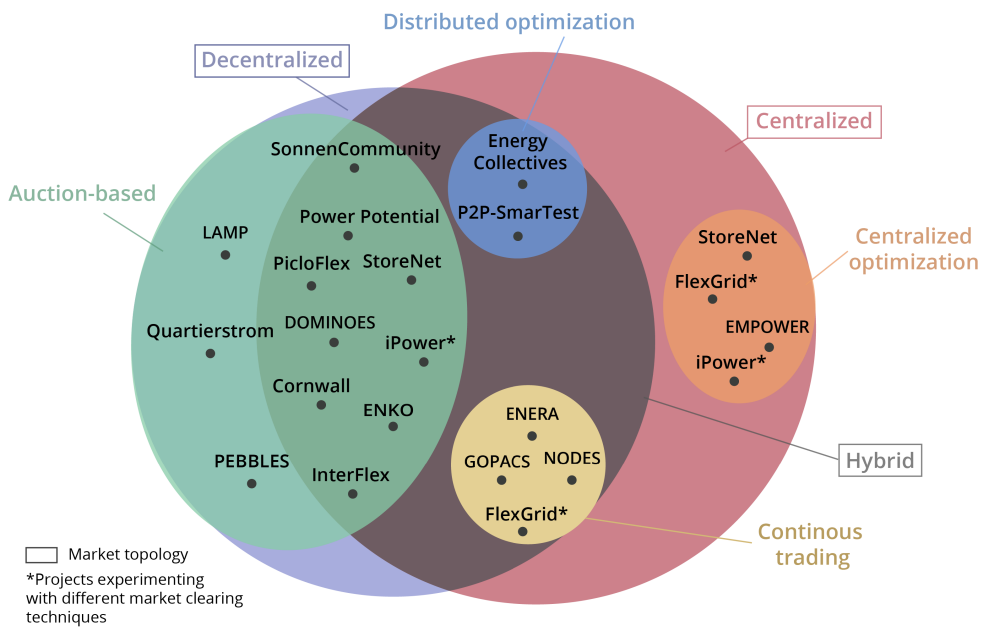 Distributed optimization
Decentralized
Centralized
Auction-based
SonnenCommunity
Energy
Collectives
P2P-SmarTest
LAMP
Power Potential
PicloFlex
StoreNet
StoreNet
FlexGrid*
EMPOWER
iPower*
Centralized
optimization
Quartierstrom
DOMINOES
iPower*
Cornwall
ENKO
ENERA
GOPACS
NODES
FlexGrid*
PEBBLES
InterFlex
Hybrid
Continous
trading
Market topology
*Projects experimenting
with different market clearing
techniques